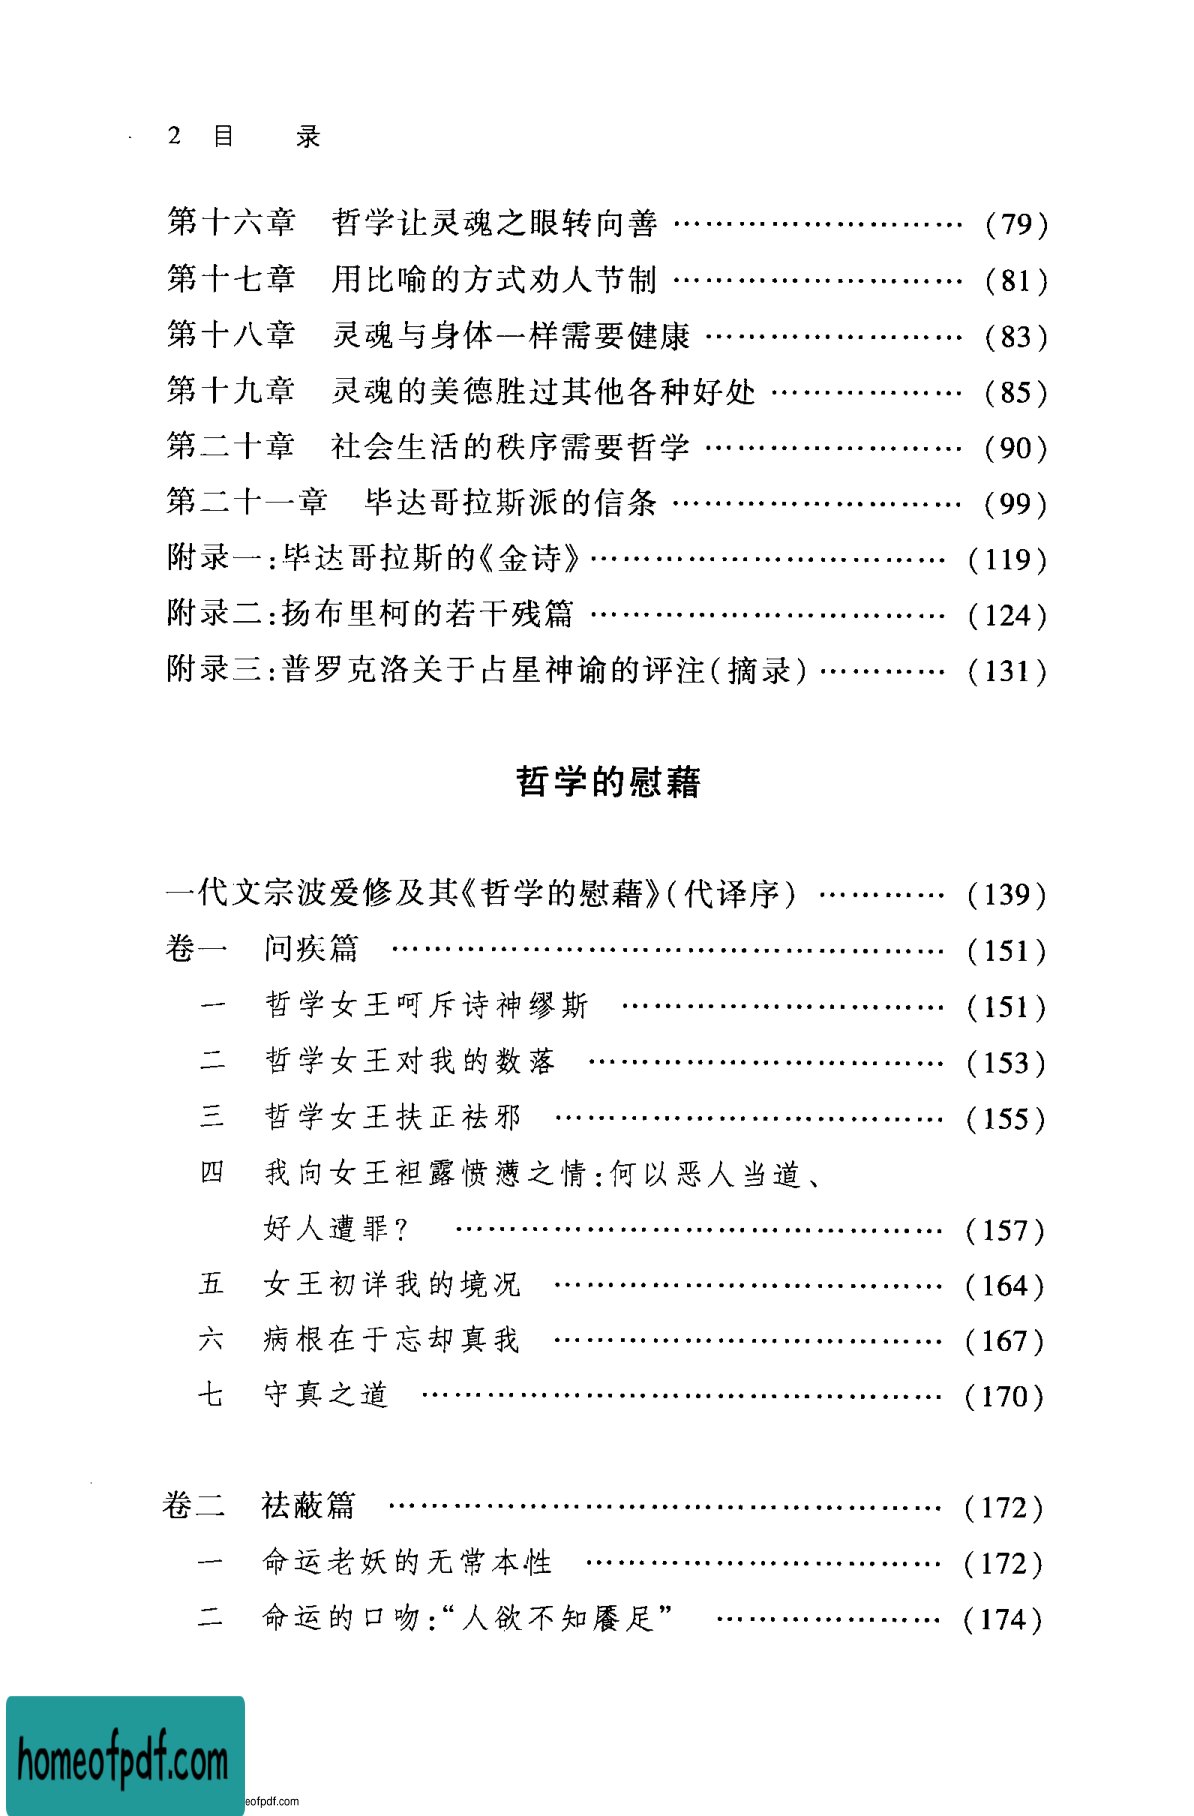 2 目 录
第十六章 哲学让灵魂之眼转向善 ………………………… (79)
第十七章 用比喻的方式劝人节制 ………………………… (81)
第十八章 灵魂与身体一样需要健康 ……………………… (83)
第十九章 灵魂的美德胜过其他各种好处 ………………… (85)
第二十章 社会生活的秩序需要哲学 ……………………… (90)
第二十一章 毕达哥拉斯派的信条 ………………………… (99)
附录一:毕达哥拉斯的《金诗》……………………………… (119)
附录二:扬布里柯的若干残篇 ……………………………… (124)
附录三:普罗克洛关于占星神谕的评注(摘录) ………… (131)
哲学的慰藉
一代文宗波爱修及其《哲学的慰藉》(代译序) ………… (139)
卷一 问疾篇 ………………………………………………… (151)
一 哲学女王呵斥诗神缪斯 …………………………… (151)
二 哲学女王对我的数落 ……………………………… (153)
三 哲学女王扶正祛邪 ………………………………… (155)
四 我向女王袒露愤懑之情:何以恶人当道、
好人遭罪? …………………………………………… (157)
五 女王初详我的境况 ………………………………… (164)
六 病根在于忘却真我 ………………………………… (167)
七 守真之道 ……………………………………………… (170)
卷二 祛蔽篇 ………………………………………………… (172)
一 命运老妖的无常本性 ……………………………… (172)
二 命运的口吻:“人欲不知餍足” …………………… (174)
homeofpdf.com
eofpdf.com